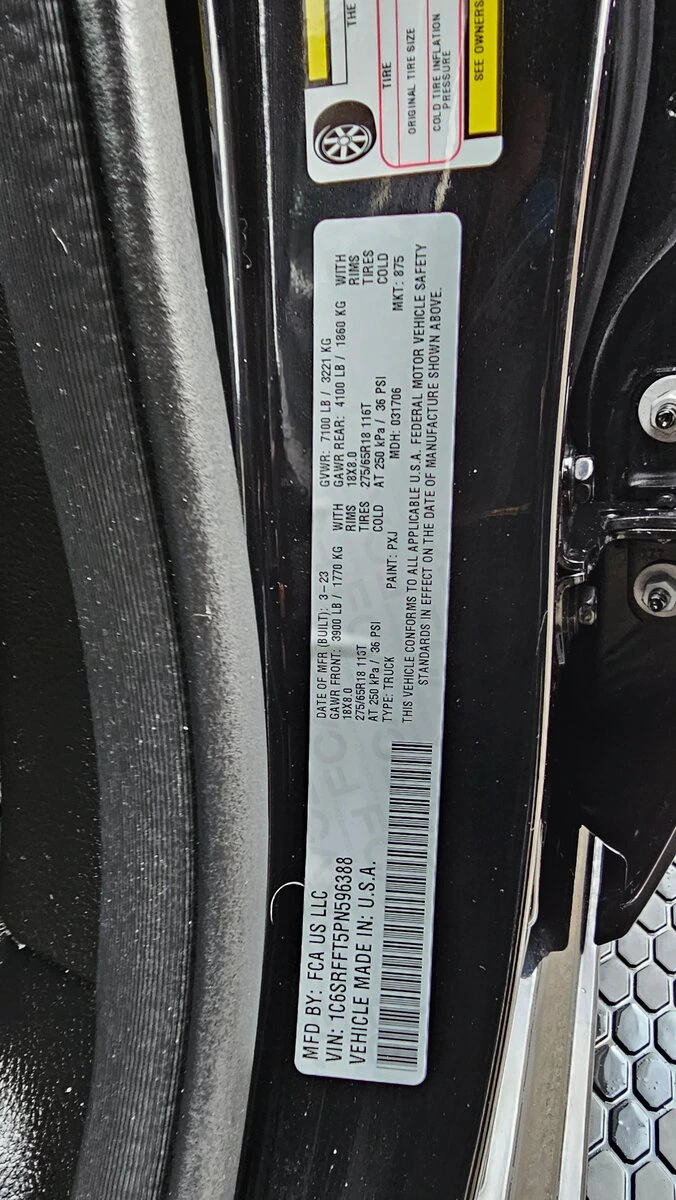 MFD BY: FCA US LLC
VIN: 1C6SRFFT5PN596388
VEHICLE MADE IN: U.S.A.
DATE OF MFR (BUILT): 3-23
GAWR FRONT: 3900 LB / 1770 KG WITH
18X8.0 RIMS
275/65R18 116T TIRES
AT 250 kPa / 36 PSI COLD
TYPE: TRUCK PAINT: PXJ
GVWR: 7100 LB / 3221 KG
GAWR REAR: 4100 LB / 1860 KG WITH
18X8.0 RIMS
275/65R18 116T TIRES
AT 250 kPa / 36 PSI COLD
MDH: 031706 MKT: 875
THIS VEHICLE CONFORMS TO ALL APPLICABLE U.S.A. FEDERAL MOTOR VEHICLE SAFETY
STANDARDS IN EFFECT ON THE DATE OF MANUFACTURE SHOWN ABOVE.
THE
TIRE
ORIGINAL TIRE SIZE
COLD TIRE INFLATION
PRESSURE
SEE OWNERS